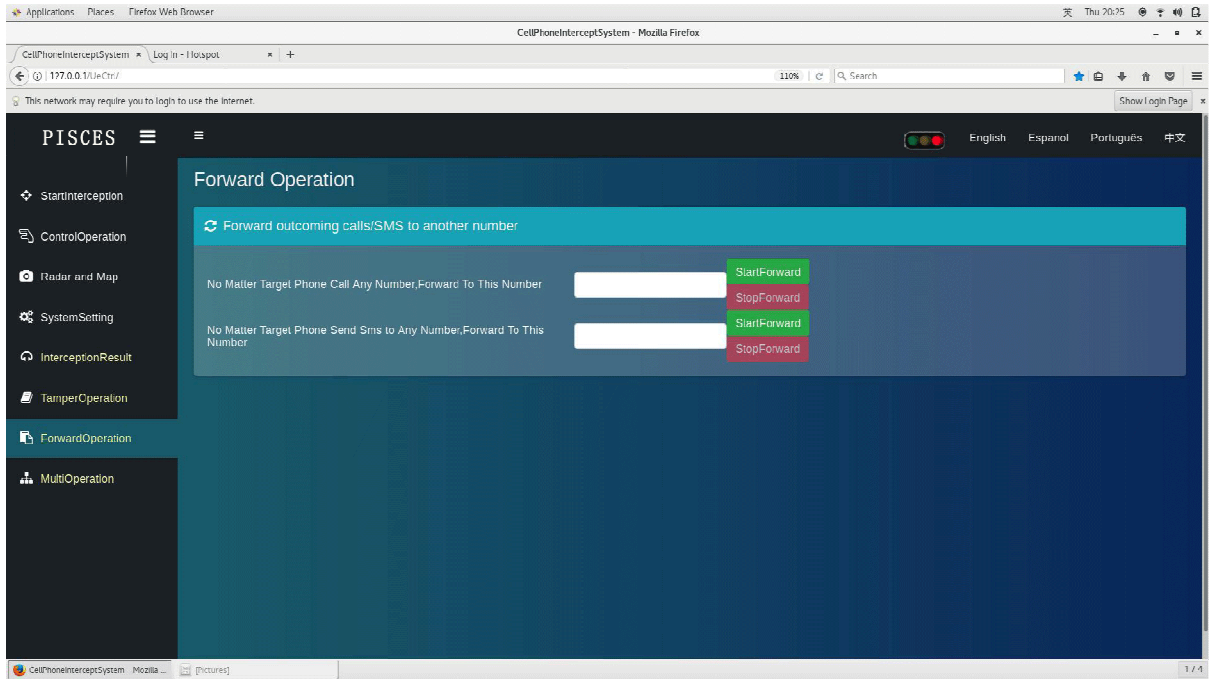 Applications Places Firefox Web Browser 英 Thu 20:25
CellPhoneInterceptSystem - Mozilla Firefox
CellPhoneInterceptSystem × Log In - Hotspot × +
127.0.0.1/UeCtrl/ 110% Search
This network may require you to login to use the internet. Show Login Page ×
PISCES English Espanol Português 中文
Forward Operation
StartInterception
Forward outcoming calls/SMS to another number
ControlOperation
Radar and Map
No Matter Target Phone Call Any Number,Forward To This Number
StartForward
StopForward
SystemSetting
No Matter Target Phone Send Sms to Any Number,Forward To This
Number
StartForward
StopForward
InterceptionResult
TamperOperation
ForwardOperation
MultiOperation
CellPhoneInterceptSystem Mozilla ... [Pictures] 1 / 4